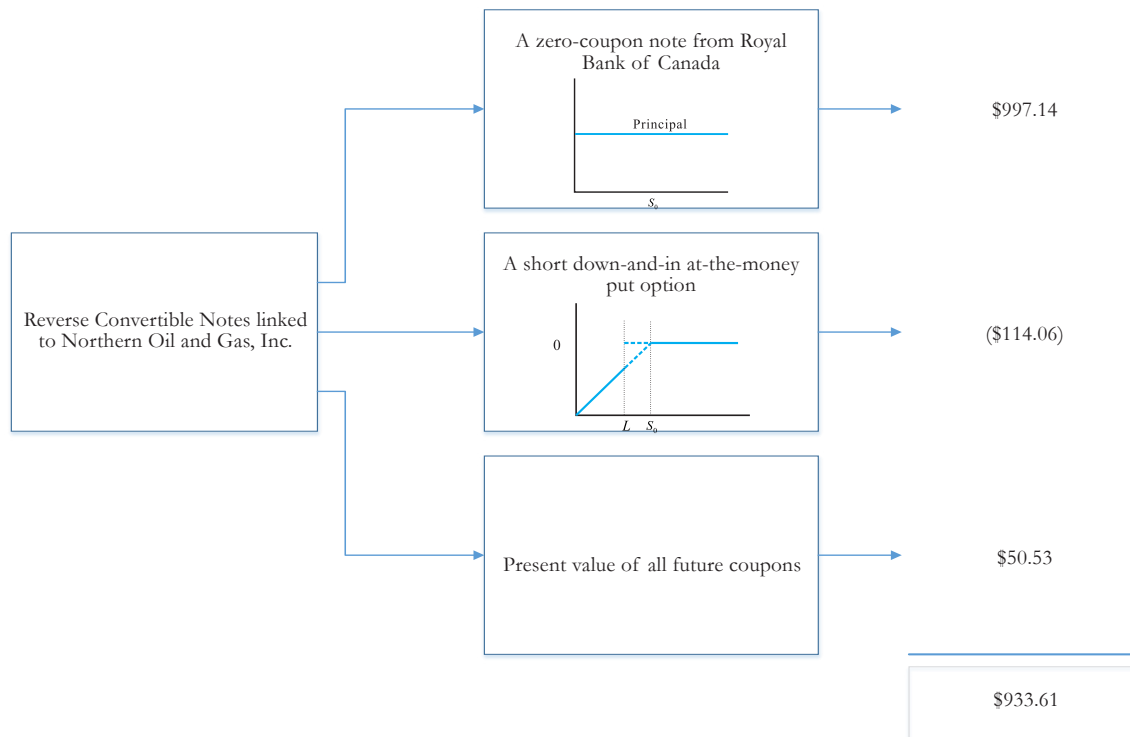 A zero-coupon note from Royal
Bank of Canada
Principal
S₀
$997.14
Reverse Convertible Notes linked
to Northern Oil and Gas, Inc.
A short down-and-in at-the-money
put option
0
L S₀
($114.06)
Present value of all future coupons
$50.53
$933.61